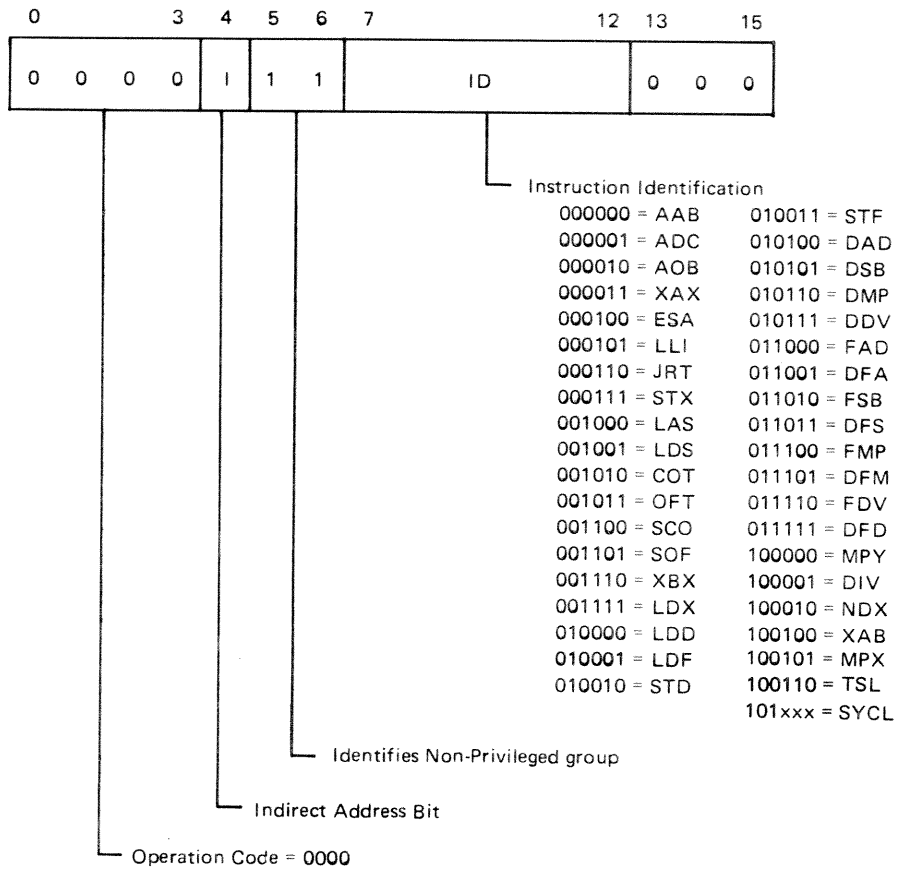 0 3 4 5 6 7 12 13 15
0 0 0 0 I 1 1 ID 0 0 0
Instruction Identification
000000 = AAB 010011 = STF
000001 = ADC 010100 = DAD
000010 = AOB 010101 = DSB
000011 = XAX 010110 = DMP
000100 = ESA 010111 = DDV
000101 = LLI 011000 = FAD
000110 = JRT 011001 = DFA
000111 = STX 011010 = FSB
001000 = LAS 011011 = DFS
001001 = LDS 011100 = FMP
001010 = COT 011101 = DFM
001011 = OFT 011110 = FDV
001100 = SCO 011111 = DFD
001101 = SOF 100000 = MPY
001110 = XBX 100001 = DIV
001111 = LDX 100010 = NDX
010000 = LDD 100100 = XAB
010001 = LDF 100101 = MPX
010010 = STD 100110 = TSL
101xxx = SYCL
Identifies Non-Privileged group
Indirect Address Bit
Operation Code = 0000